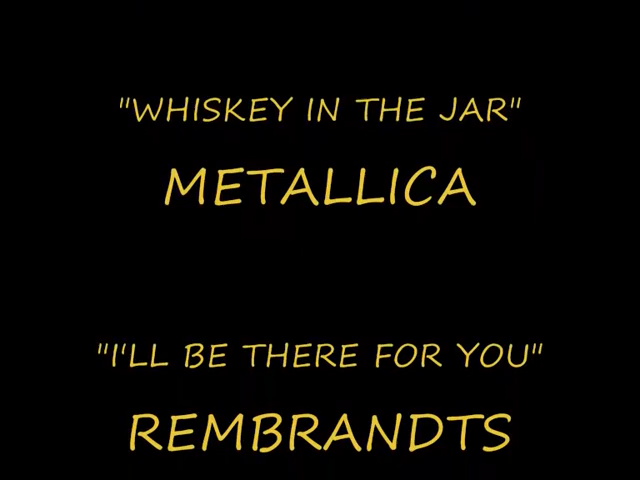 "WHISKEY IN THE JAR"
METALLICA
"I'LL BE THERE FOR YOU"
REMBRANDTS